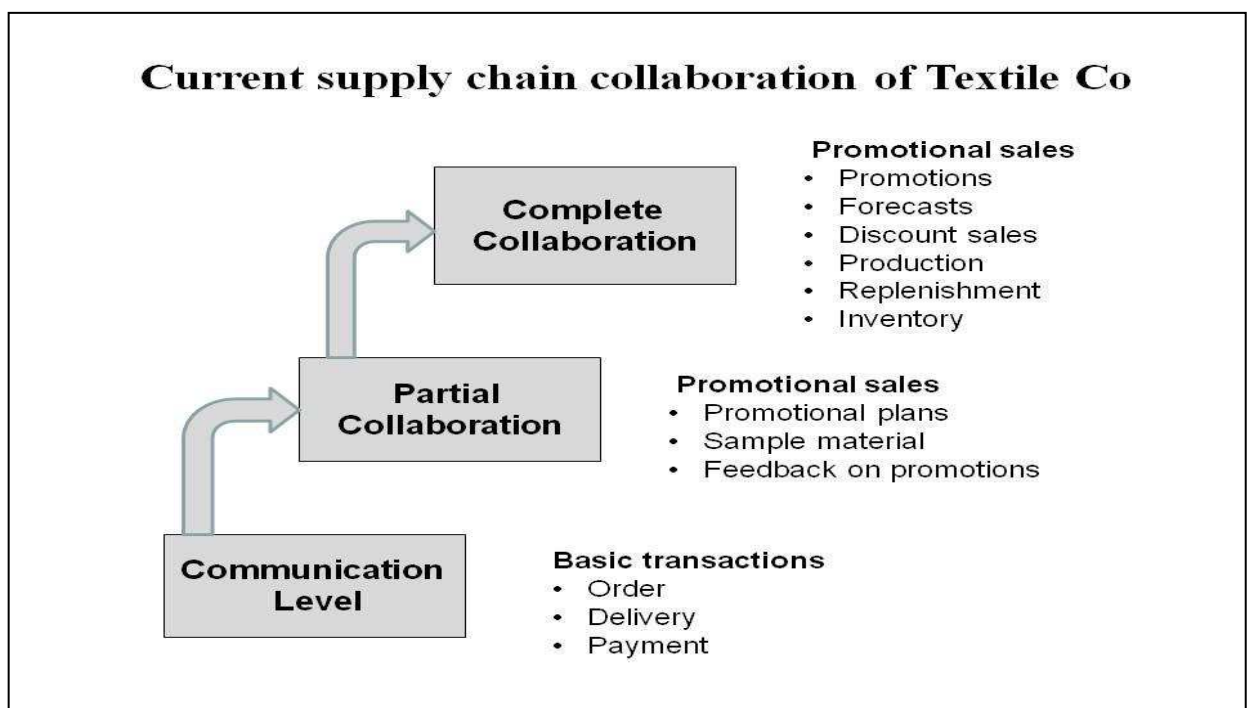 Current supply chain collaboration of Textile Co
Complete
Collaboration
Promotional sales
• Promotions
• Forecasts
• Discount sales
• Production
• Replenishment
• Inventory
Partial
Collaboration
Promotional sales
• Promotional plans
• Sample material
• Feedback on promotions
Communication
Level
Basic transactions
• Order
• Delivery
• Payment